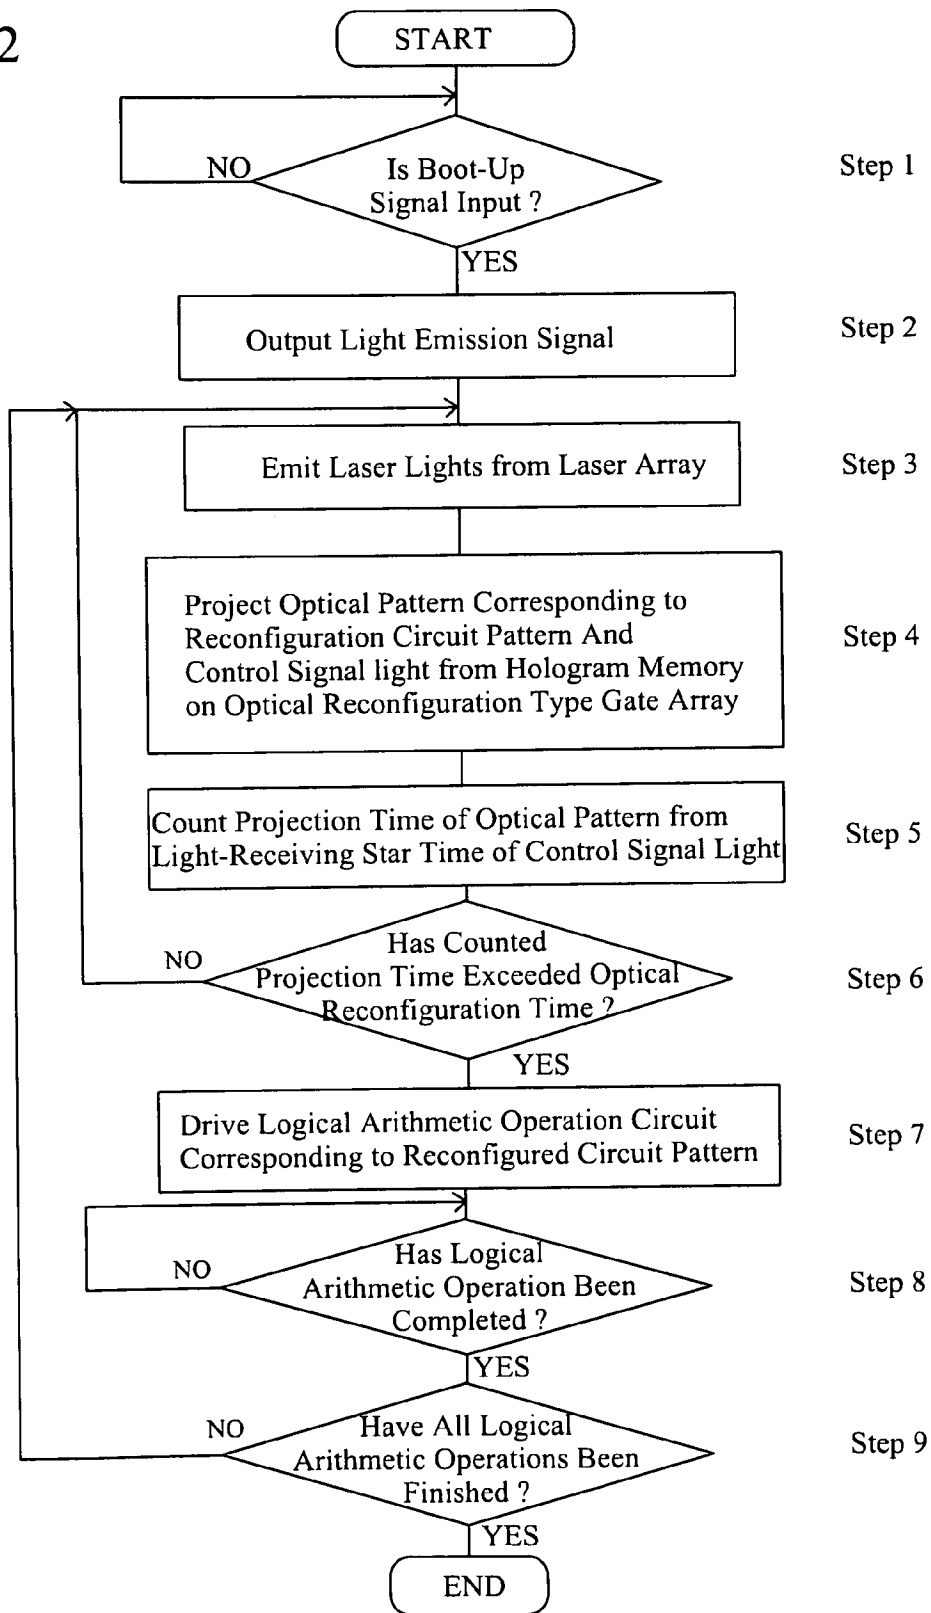 2
START
NO
Is Boot-Up
Signal Input ?
Step 1
YES
Output Light Emission Signal
Step 2
Emit Laser Lights from Laser Array
Step 3
Project Optical Pattern Corresponding to
Reconfiguration Circuit Pattern And
Control Signal light from Hologram Memory
on Optical Reconfiguration Type Gate Array
Step 4
Count Projection Time of Optical Pattern from
Light-Receiving Star Time of Control Signal Light
Step 5
NO
Has Counted
Projection Time Exceeded Optical
Reconfiguration Time ?
Step 6
YES
Drive Logical Arithmetic Operation Circuit
Corresponding to Reconfigured Circuit Pattern
Step 7
NO
Has Logical
Arithmetic Operation Been
Completed ?
Step 8
YES
NO
Have All Logical
Arithmetic Operations Been
Finished ?
Step 9
YES
END